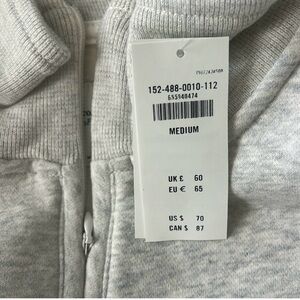 152-488-0010-112
MEDIUM
UK £ 60
EU € 65
US $ 70
CAN $ 87